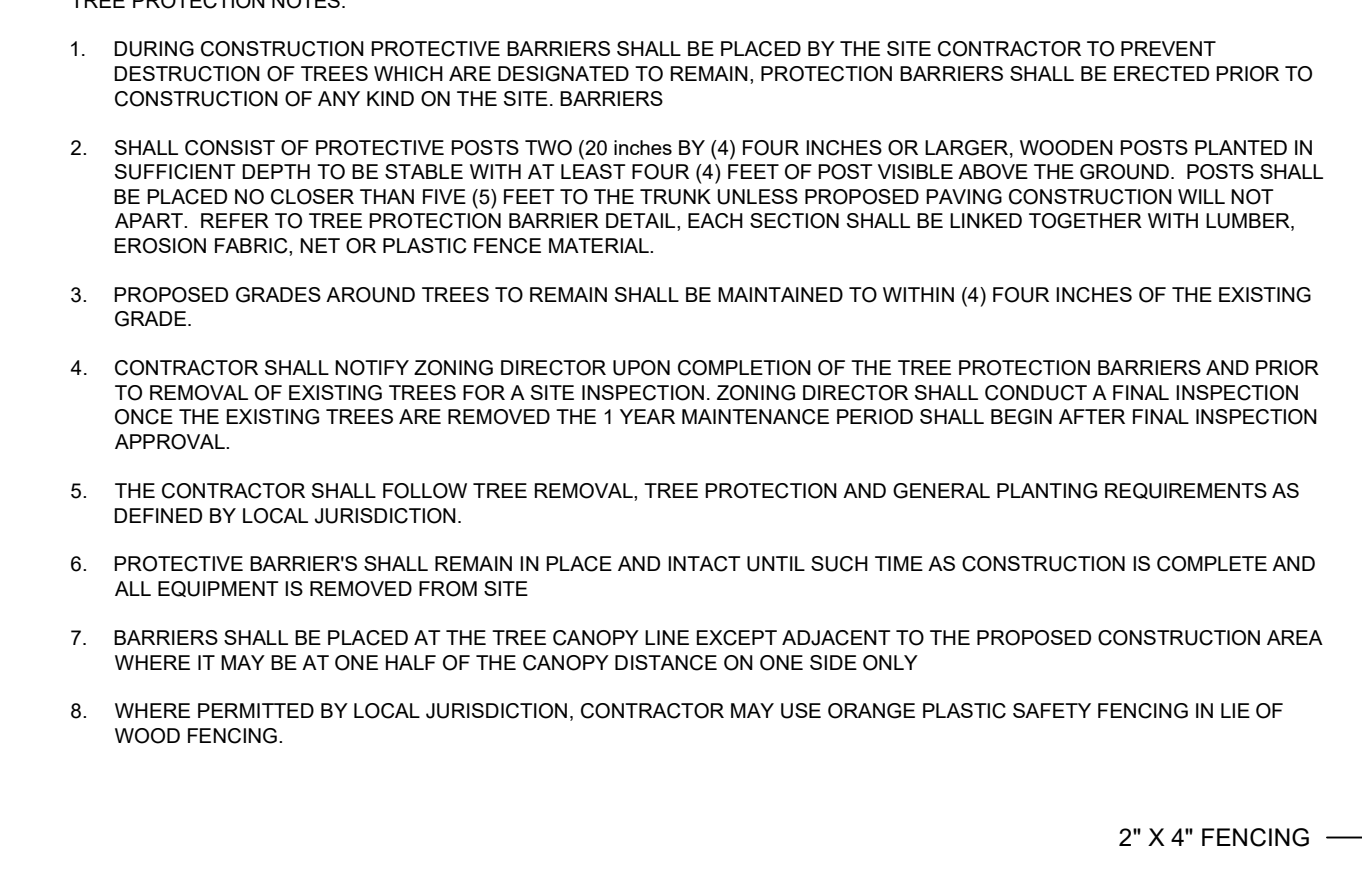 TREE PROTECTION NOTES:
1. DURING CONSTRUCTION PROTECTIVE BARRIERS SHALL BE PLACED BY THE SITE CONTRACTOR TO PREVENT
DESTRUCTION OF TREES WHICH ARE DESIGNATED TO REMAIN, PROTECTION BARRIERS SHALL BE ERECTED PRIOR TO
CONSTRUCTION OF ANY KIND ON THE SITE. BARRIERS
2. SHALL CONSIST OF PROTECTIVE POSTS TWO (20 inches BY (4) FOUR INCHES OR LARGER, WOODEN POSTS PLANTED IN
SUFFICIENT DEPTH TO BE STABLE WITH AT LEAST FOUR (4) FEET OF POST VISIBLE ABOVE THE GROUND. POSTS SHALL
BE PLACED NO CLOSER THAN FIVE (5) FEET TO THE TRUNK UNLESS PROPOSED PAVING CONSTRUCTION WILL NOT
APART. REFER TO TREE PROTECTION BARRIER DETAIL, EACH SECTION SHALL BE LINKED TOGETHER WITH LUMBER,
EROSION FABRIC, NET OR PLASTIC FENCE MATERIAL.
3. PROPOSED GRADES AROUND TREES TO REMAIN SHALL BE MAINTAINED TO WITHIN (4) FOUR INCHES OF THE EXISTING
GRADE.
4. CONTRACTOR SHALL NOTIFY ZONING DIRECTOR UPON COMPLETION OF THE TREE PROTECTION BARRIERS AND PRIOR
TO REMOVAL OF EXISTING TREES FOR A SITE INSPECTION. ZONING DIRECTOR SHALL CONDUCT A FINAL INSPECTION
ONCE THE EXISTING TREES ARE REMOVED THE 1 YEAR MAINTENANCE PERIOD SHALL BEGIN AFTER FINAL INSPECTION
APPROVAL.
5. THE CONTRACTOR SHALL FOLLOW TREE REMOVAL, TREE PROTECTION AND GENERAL PLANTING REQUIREMENTS AS
DEFINED BY LOCAL JURISDICTION.
6. PROTECTIVE BARRIER'S SHALL REMAIN IN PLACE AND INTACT UNTIL SUCH TIME AS CONSTRUCTION IS COMPLETE AND
ALL EQUIPMENT IS REMOVED FROM SITE
7. BARRIERS SHALL BE PLACED AT THE TREE CANOPY LINE EXCEPT ADJACENT TO THE PROPOSED CONSTRUCTION AREA
WHERE IT MAY BE AT ONE HALF OF THE CANOPY DISTANCE ON ONE SIDE ONLY
8. WHERE PERMITTED BY LOCAL JURISDICTION, CONTRACTOR MAY USE ORANGE PLASTIC SAFETY FENCING IN LIE OF
WOOD FENCING.
2" X 4" FENCING